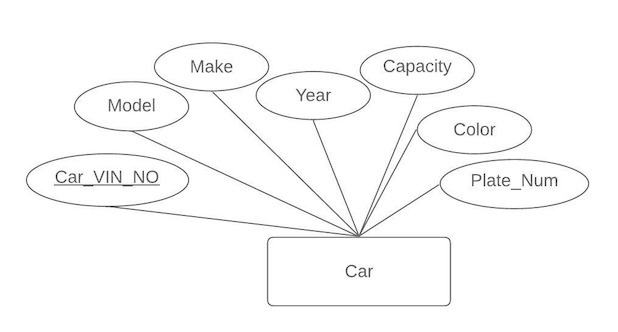 Make
Capacity
Year
Model
Color
Car_VIN_NO
Plate_Num
Car